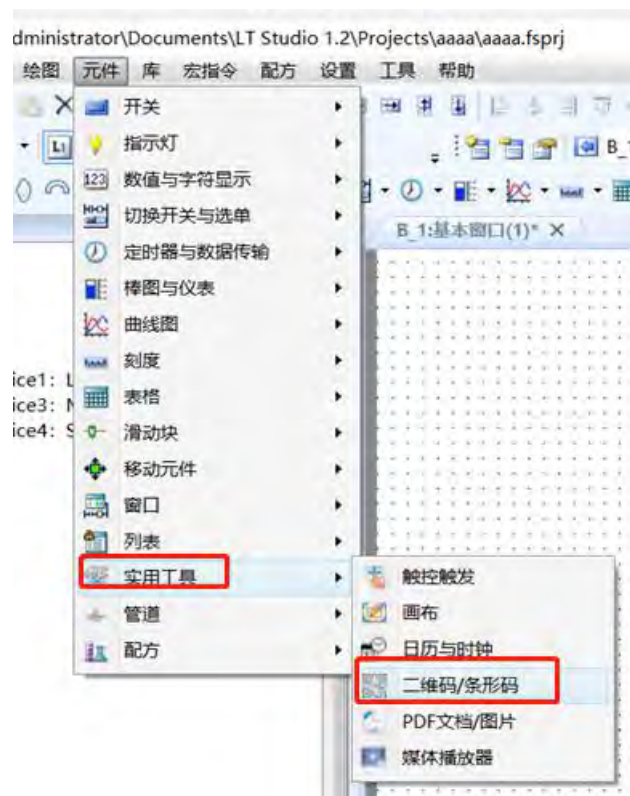 dministrator\Documents\LT Studio 1.2\Projects\aaaa\aaaa.fsprj
绘图 元件 库 宏指令 配方 设置 工具 帮助
开关
L1 指示灯 B_1
123 数值与字符显示
切换开关与选单
B_1:基本窗口(1)* ×
定时器与数据传输
棒图与仪表
曲线图
刻度
ice1: L
表格
ice3: N
ice4: S 滑动块
移动元件
窗口
列表
实用工具
触控触发
管道
画布
配方
日历与时钟
二维码/条形码
PDF文档/图片
媒体播放器